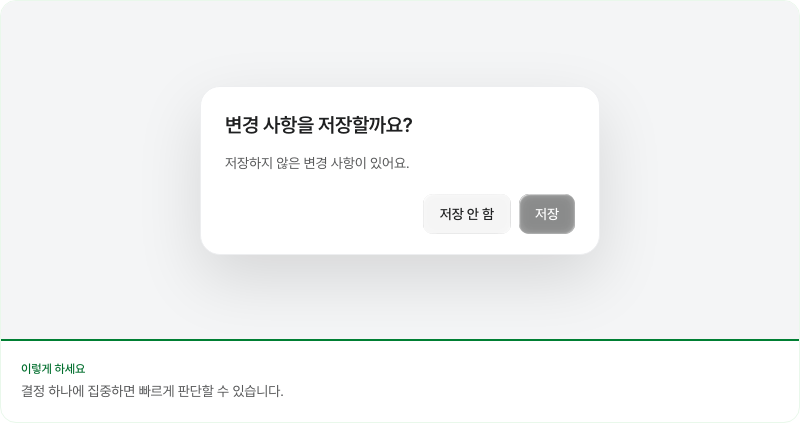 변경 사항을 저장할까요?
저장하지 않은 변경 사항이 있어요.
저장 안 함
저장
이렇게 하세요
결정 하나에 집중하면 빠르게 판단할 수 있습니다.